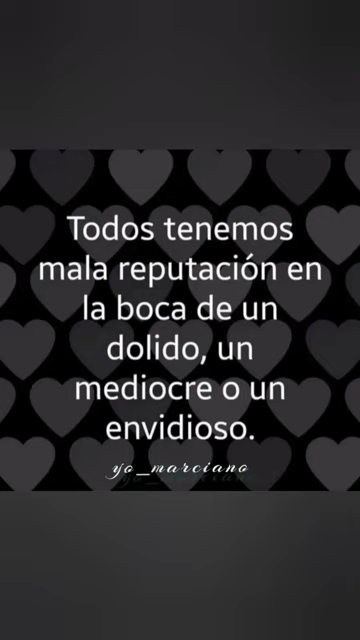 Todos tenemos
mala reputación en
la boca de un
dolido, un
mediocre o un
envidioso.
yo_marciano